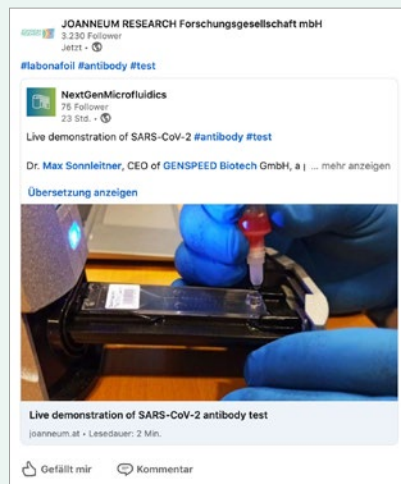 JOANNEUM RESEARCH Forschungsgesellschaft mbH
3.230 Follower
Jetzt •
#labonafoil #antibody #test
NextGenMicrofluidics
76 Follower
23 Std. •
Live demonstration of SARS-CoV-2 #antibody #test
Dr. Max Sonnleitner, CEO of GENSPEED Biotech GmbH, a p ... mehr anzeigen
Übersetzung anzeigen
Live demonstration of SARS-CoV-2 antibody test
joanneum.at • Lesedauer: 2 Min.
Gefällt mir Kommentar